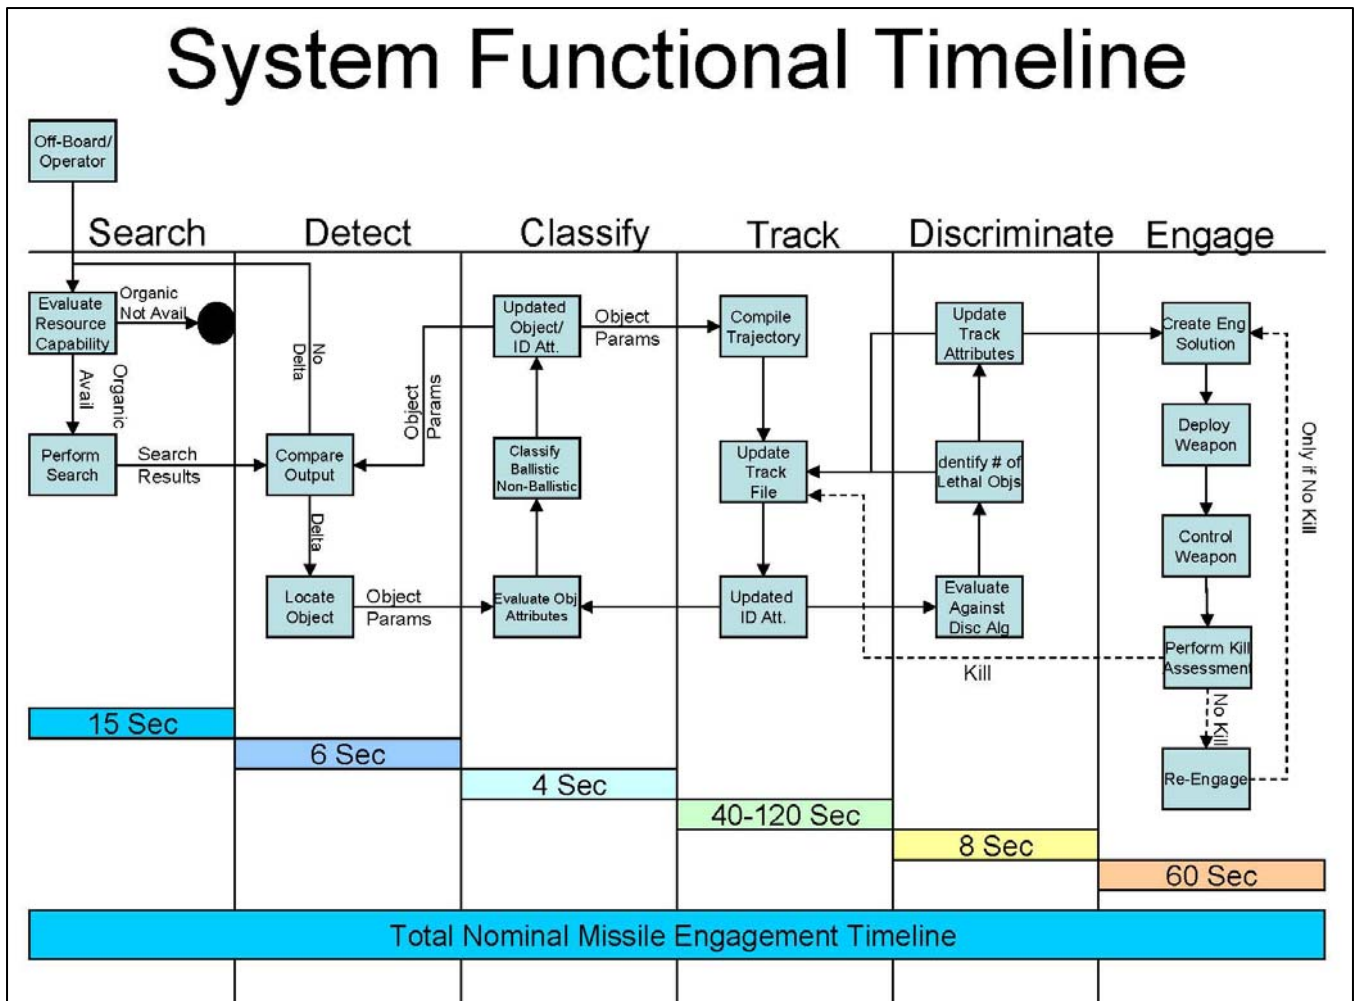 System Functional Timeline
Off-Board/
Operator
Search
Detect
Classify
Track
Discriminate
Engage
Evaluate
Resource
Capability
Organic
Not Avail
Organic
Avail
Perform
Search
Search
Results
No
Delta
Compare
Output
Delta
Locate
Object
Object
Params
Updated
Object/
ID Att.
Object
Params
Object
Params
Classify
Ballistic
Non-Ballistic
Evaluate Obj
Attributes
Compile
Trajectory
Update
Track
File
Updated
ID Att.
Update
Track
Attributes
dentify # of
Lethal Objs
Evaluate
Against
Disc Alg
Create Eng
Solution
Deploy
Weapon
Control
Weapon
Perform Kill
Assessment
Kill
No Kill
Re-Engage
Only if No Kill
15 Sec
6 Sec
4 Sec
40-120 Sec
8 Sec
60 Sec
Total Nominal Missile Engagement Timeline